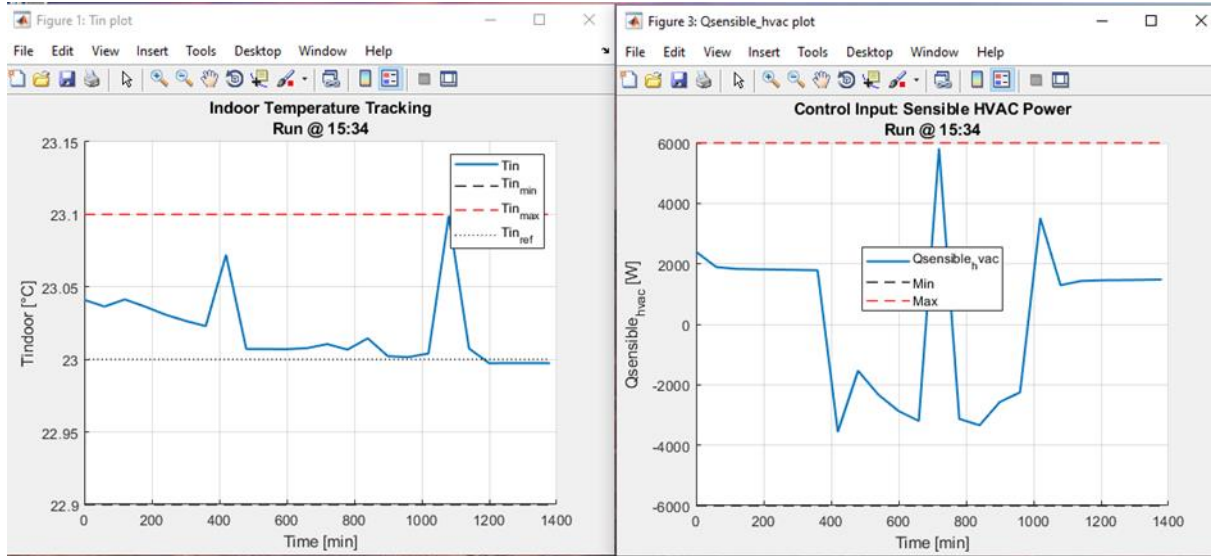 Figure 1: Tin plot
File Edit View Insert Tools Desktop Window Help
Indoor Temperature Tracking
Run @ 15:34
23.15
23.1
23.05
23
22.95
22.9
Tindoor [°C]
Tin
Tin_min
Tin_max
Tin_ref
0 200 400 600 800 1000 1200 1400
Time [min]
Figure 3: Qsensible_hvac plot
File Edit View Insert Tools Desktop Window Help
Control Input: Sensible HVAC Power
Run @ 15:34
6000
4000
2000
0
-2000
-4000
-6000
Qsensible_hvac [W]
Qsensible_hvac
Min
Max
0 200 400 600 800 1000 1200 1400
Time [min]